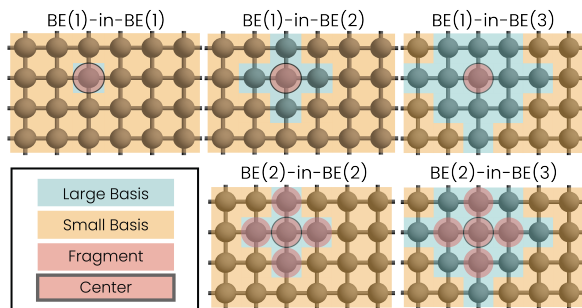 BE(1)-in-BE(1)
BE(1)-in-BE(2)
BE(1)-in-BE(3)
BE(2)-in-BE(2)
BE(2)-in-BE(3)
Large Basis
Small Basis
Fragment
Center